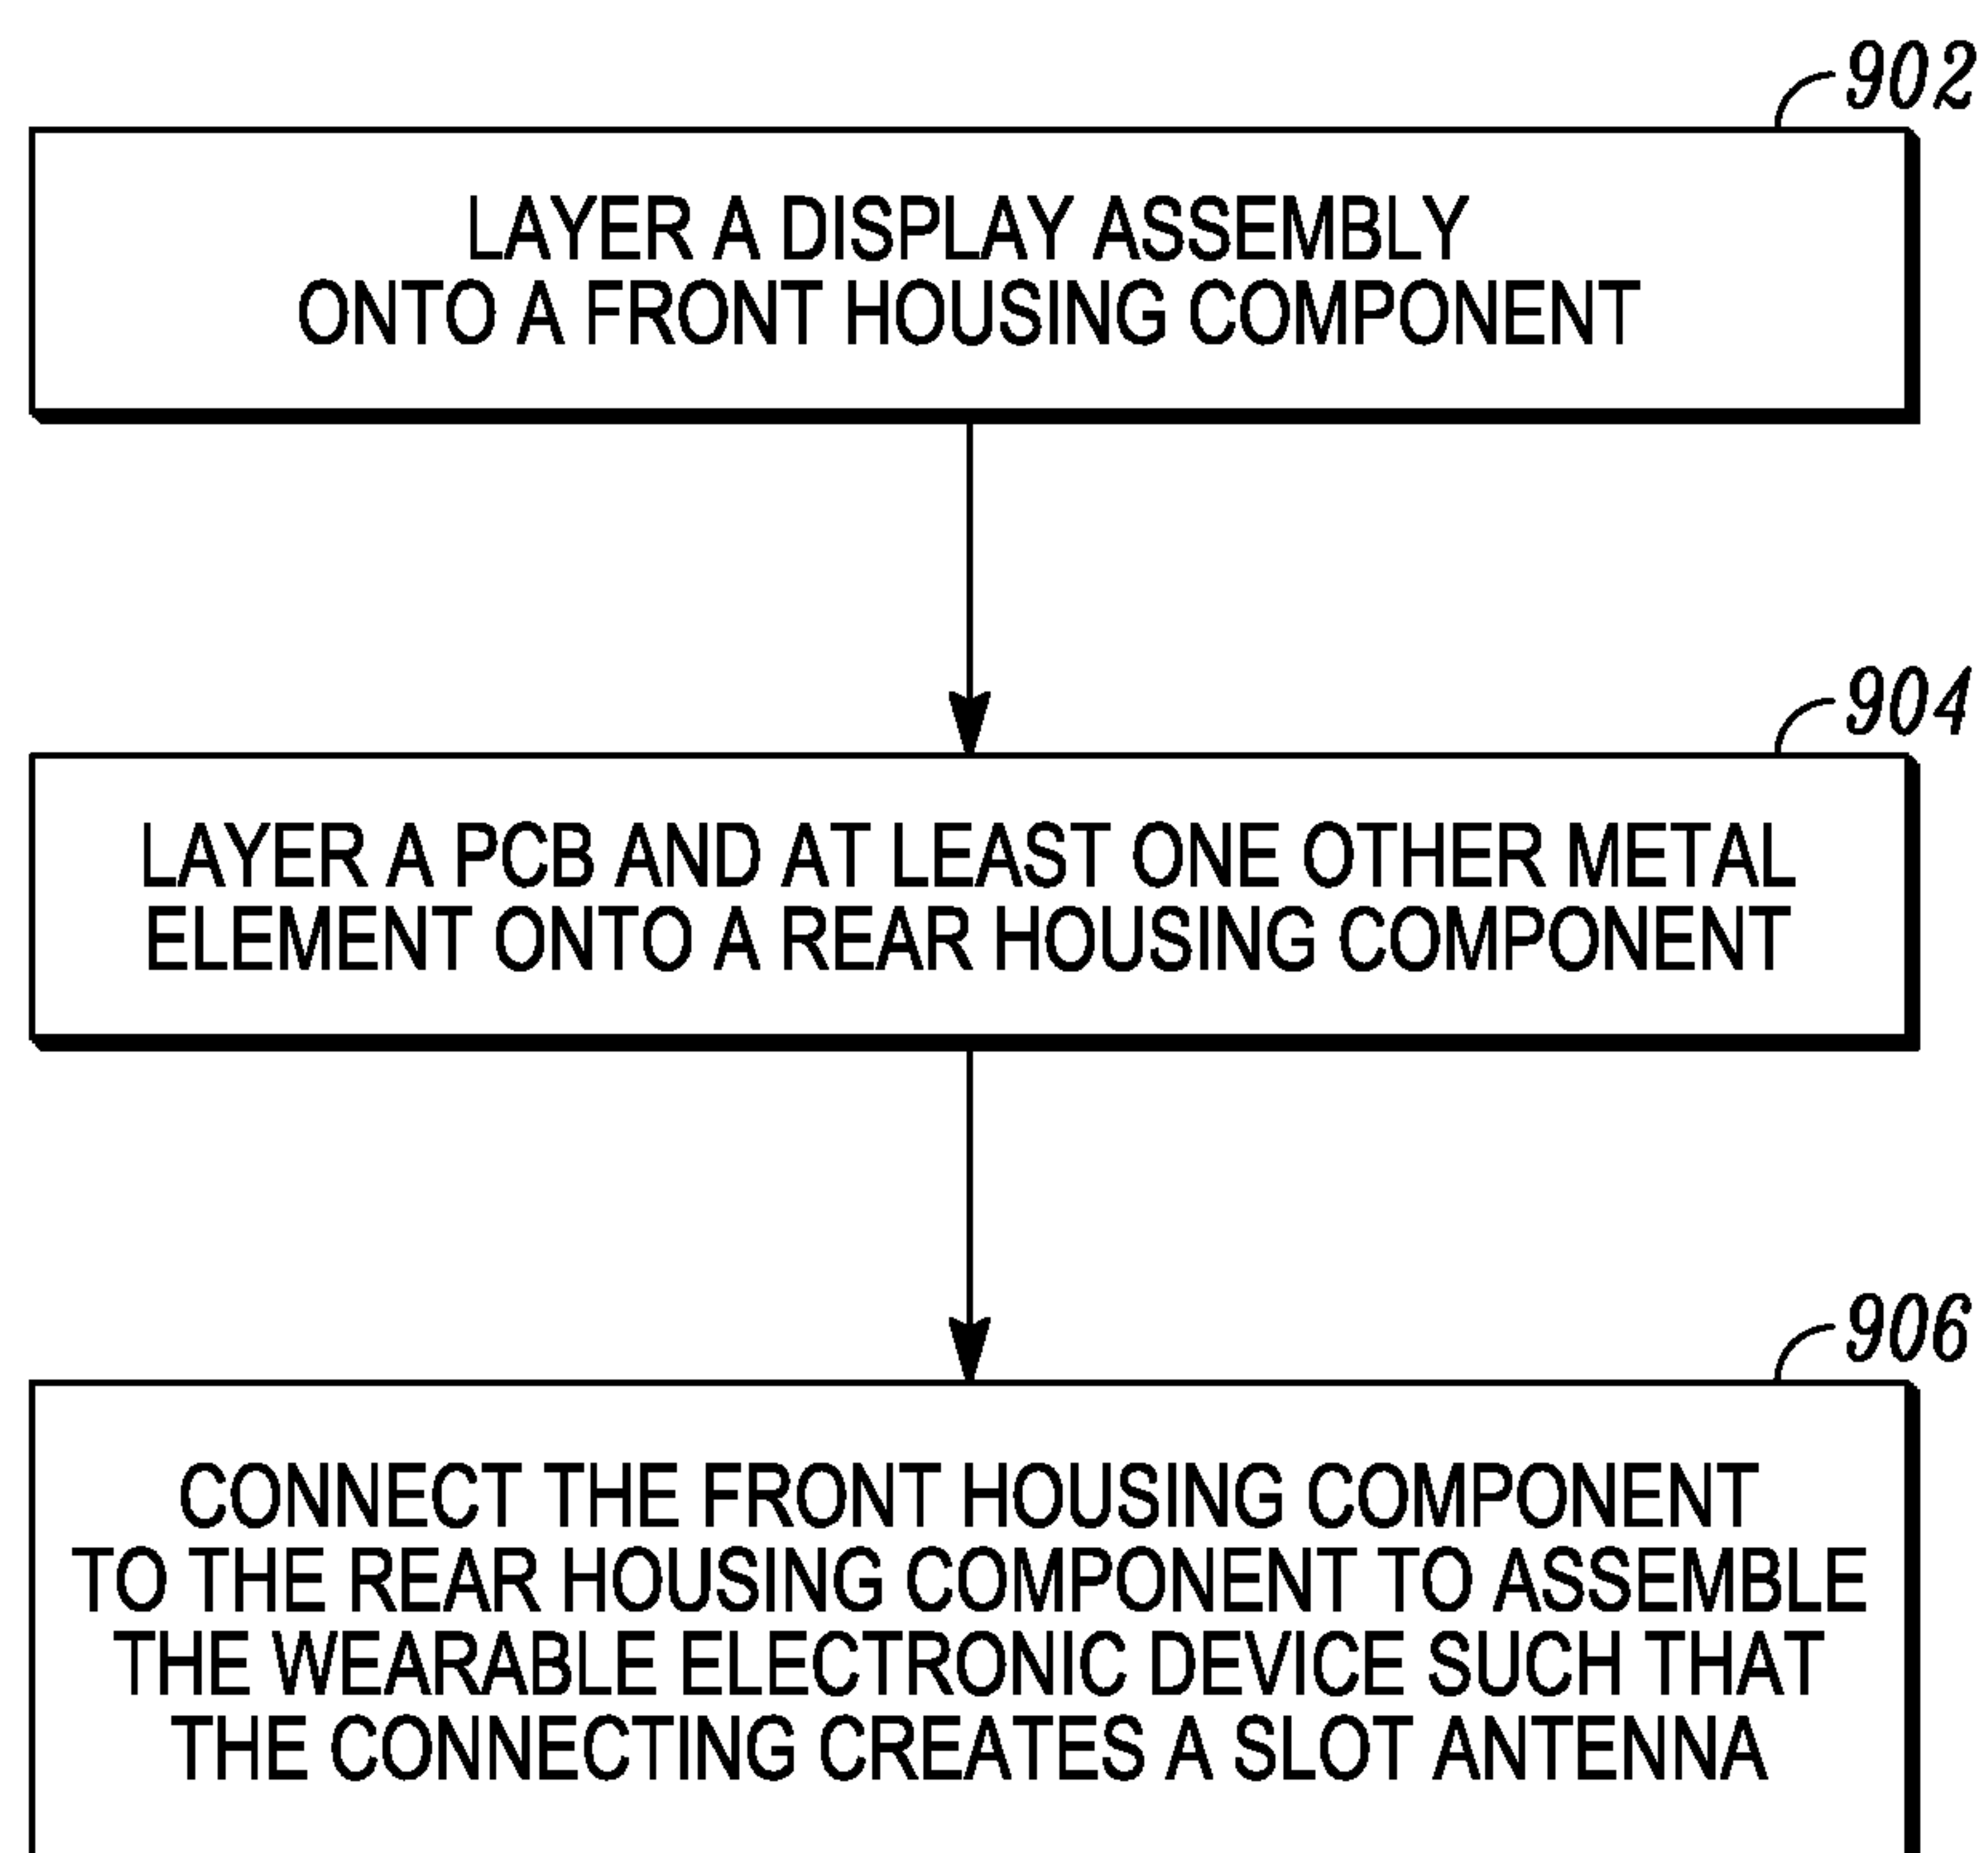 902
LAYER A DISPLAY ASSEMBLY
ONTO A FRONT HOUSING COMPONENT
904
LAYER A PCB AND AT LEAST ONE OTHER METAL
ELEMENT ONTO A REAR HOUSING COMPONENT
906
CONNECT THE FRONT HOUSING COMPONENT
TO THE REAR HOUSING COMPONENT TO ASSEMBLE
THE WEARABLE ELECTRONIC DEVICE SUCH THAT
THE CONNECTING CREATES A SLOT ANTENNA